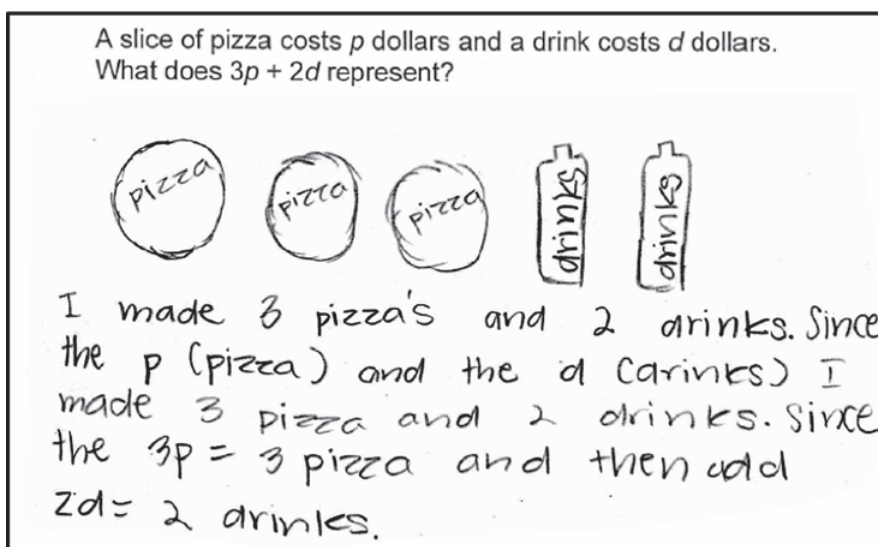 A slice of pizza costs p dollars and a drink costs d dollars.
What does 3p + 2d represent?
pizza pizza pizza drinks drinks
I made 3 pizza's and 2 drinks. Since
the p (pizza) and the d (drinks) I
made 3 pizza and 2 drinks. Since
the 3p = 3 pizza and then add
2d = 2 drinks.